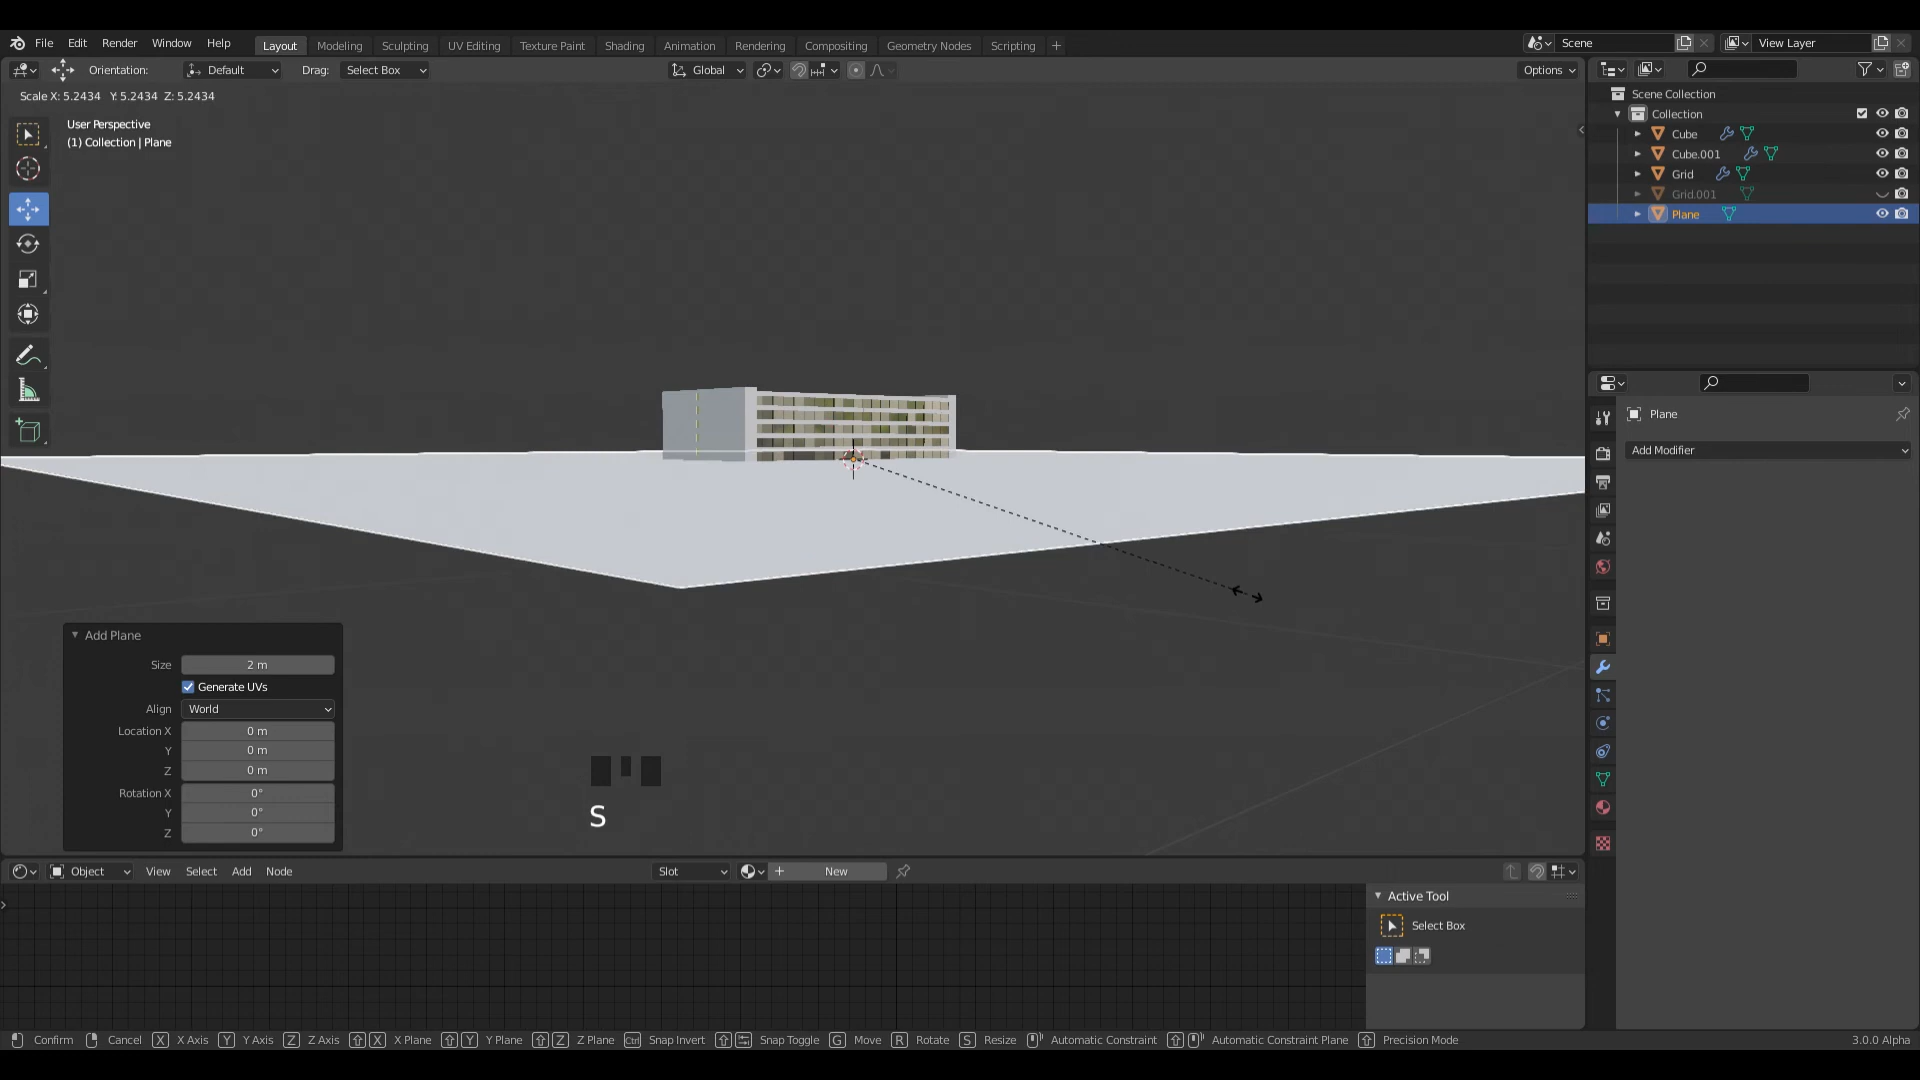 File Edit Render Window Help Layout Modeling Sculpting UV Editing Texture Paint Shading Animation Rendering Compositing Geometry Nodes Scripting + Scene View Layer
Orientation: Default Drag: Select Box Global Options
Scale X: 5.2434 Y: 5.2434 Z: 5.2434
User Perspective
(1) Collection | Plane
Scene Collection
Collection
Cube
Cube.001
Grid
Grid.001
Plane
Plane
Add Modifier
Add Plane
Size 2 m
Generate UVs
Align World
Location X 0 m
Y 0 m
Z 0 m
Rotation X 0°
Y 0°
Z 0°
S
Object View Select Add Node Slot + New
Active Tool
Select Box
Confirm Cancel X X Axis Y Y Axis Z Z Axis X X Plane Y Y Plane Z Z Plane Ctrl Snap Invert Snap Toggle G Move R Rotate S Resize Automatic Constraint Automatic Constraint Plane Precision Mode 3.0.0 Alpha